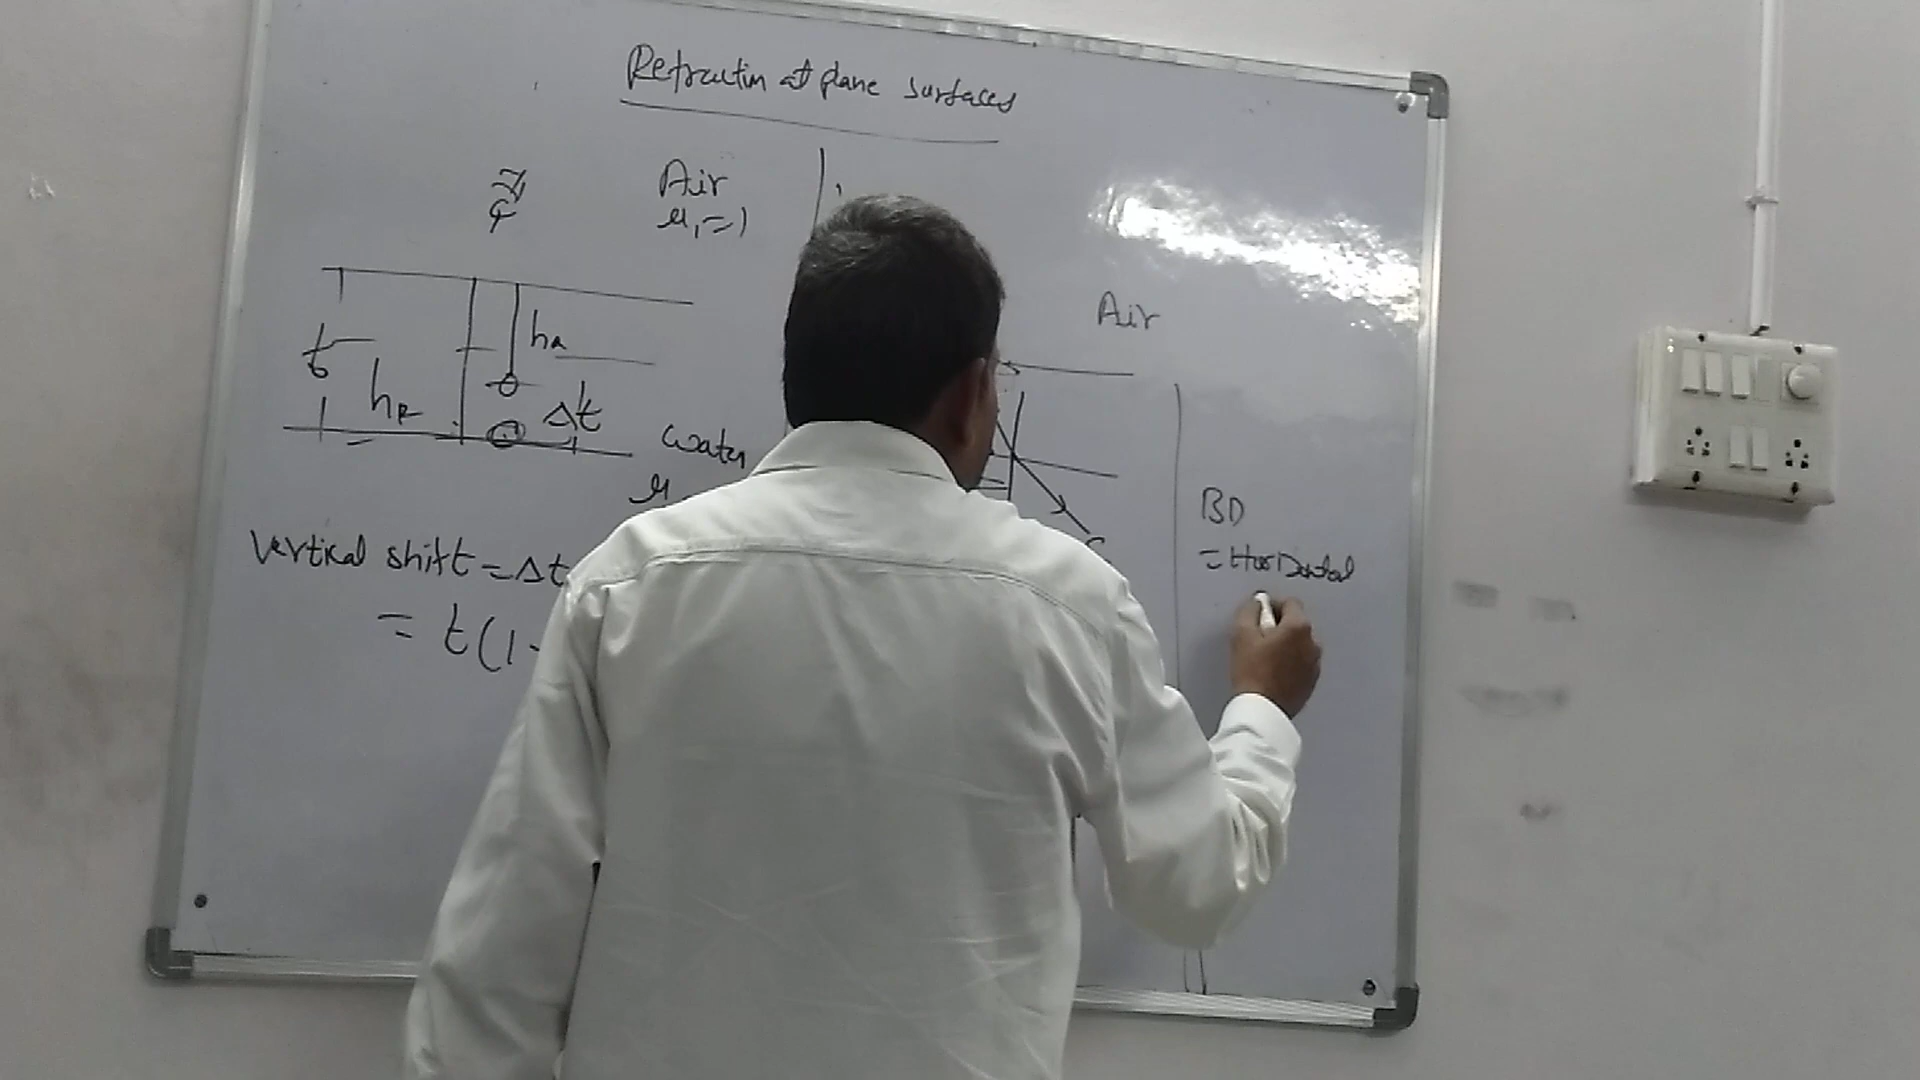 Refraction at plane surfaces
Air
μ₁=1
hA
t
hR
Δt
water
μ
Vertical shift = Δt
= t(1-
Air
C
BD
= Horizontal